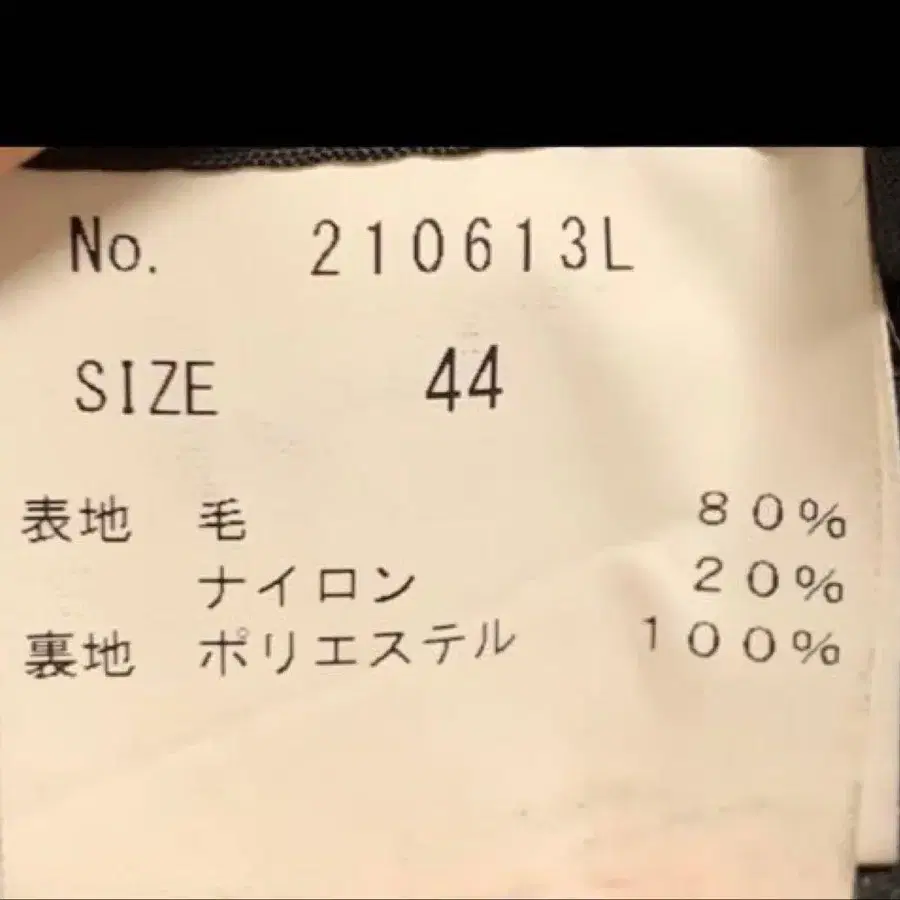 No. 210613L
SIZE 44
表地 毛 80%
ナイロン 20%
裏地 ポリエステル 100%